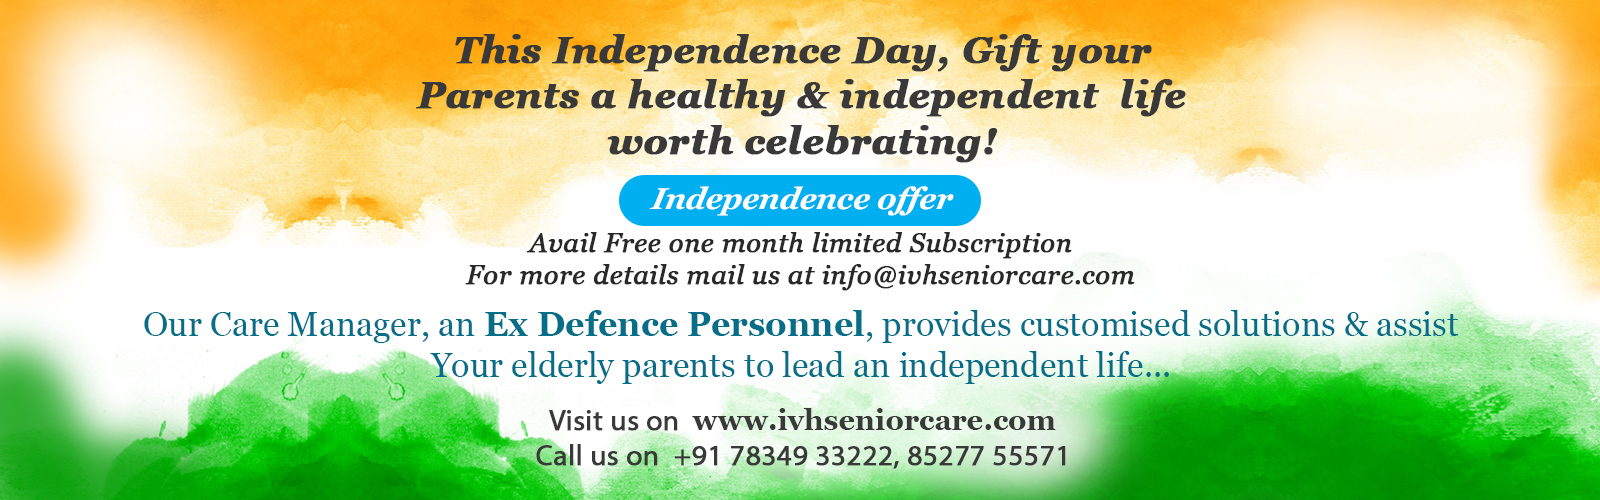 This Independence Day, Gift your
Parents a healthy & independent life
worth celebrating!
Independence offer
Avail Free one month limited Subscription
For more details mail us at info@ivhseniorcare.com
Our Care Manager, an Ex Defence Personnel, provides customised solutions & assist
Your elderly parents to lead an independent life...
Visit us on www.ivhseniorcare.com
Call us on +91 78349 33222, 85277 55571